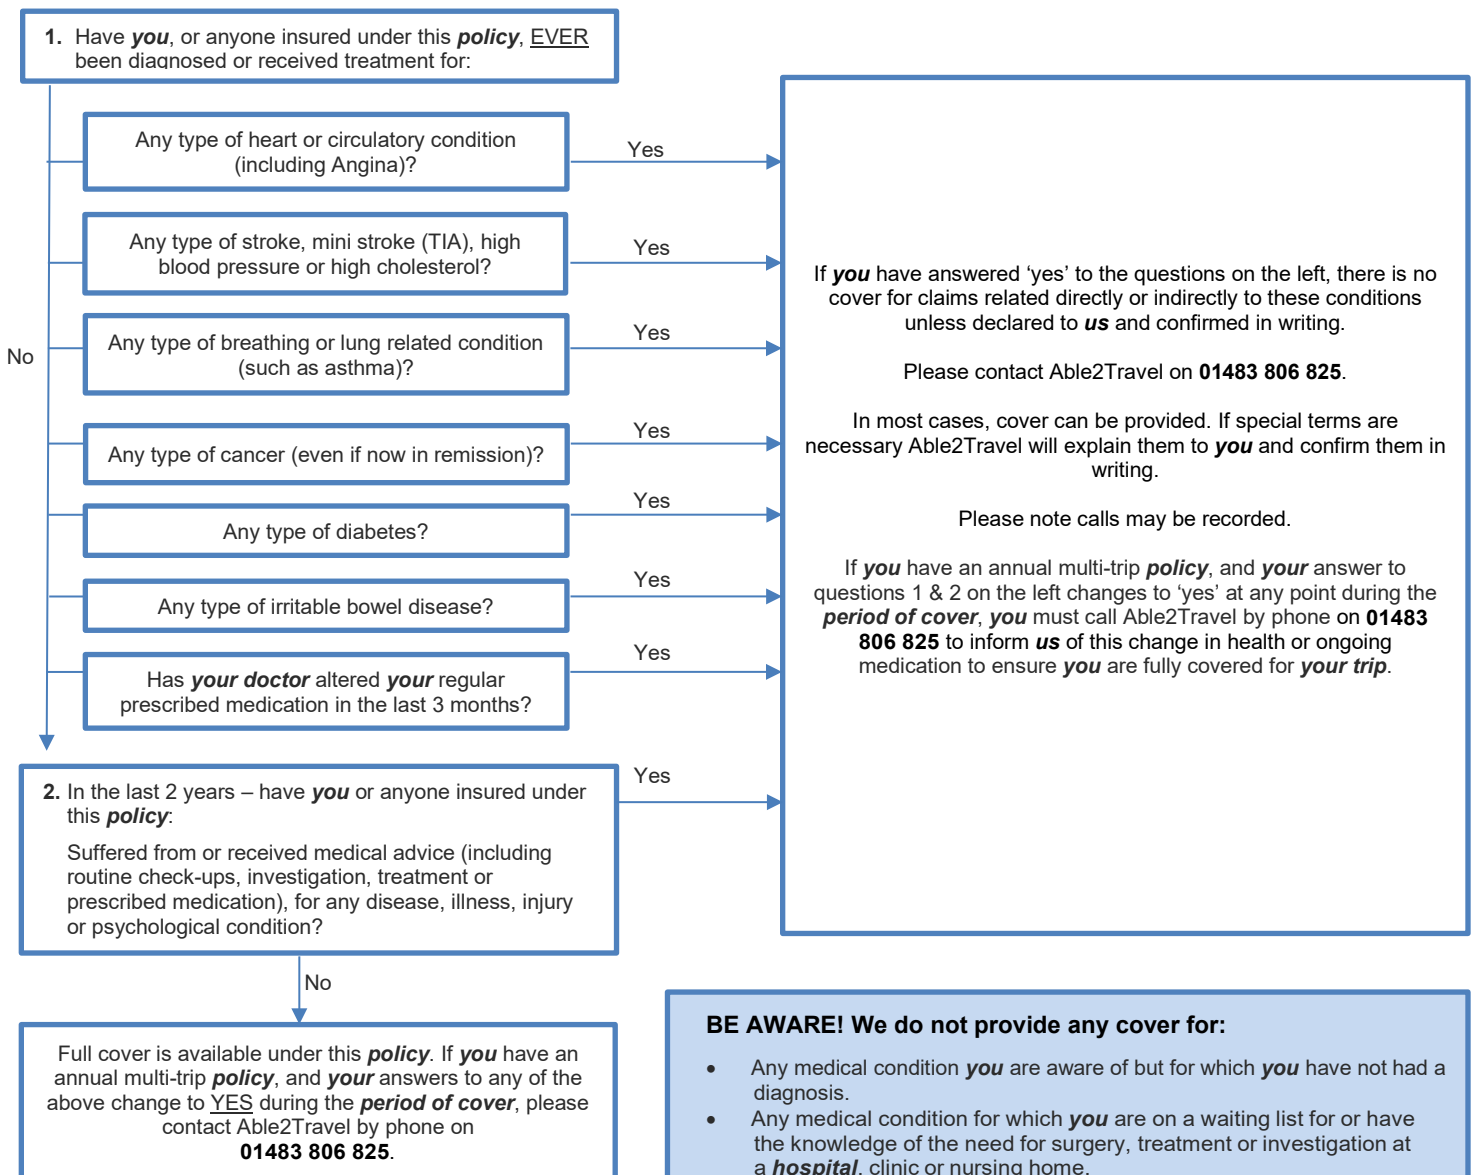 1. Have you, or anyone insured under this policy, EVER
been diagnosed or received treatment for:
No
Any type of heart or circulatory condition
(including Angina)?
Yes
Any type of stroke, mini stroke (TIA), high
blood pressure or high cholesterol?
Yes
Any type of breathing or lung related condition
(such as asthma)?
Yes
Any type of cancer (even if now in remission)?
Yes
Any type of diabetes?
Yes
Any type of irritable bowel disease?
Yes
Has your doctor altered your regular
prescribed medication in the last 3 months?
Yes
If you have answered ‘yes’ to the questions on the left, there is no
cover for claims related directly or indirectly to these conditions
unless declared to us and confirmed in writing.
Please contact Able2Travel on 01483 806 825.
In most cases, cover can be provided. If special terms are
necessary Able2Travel will explain them to you and confirm them in
writing.
Please note calls may be recorded.
If you have an annual multi-trip policy, and your answer to
questions 1 & 2 on the left changes to ‘yes’ at any point during the
period of cover, you must call Able2Travel by phone on 01483
806 825 to inform us of this change in health or ongoing
medication to ensure you are fully covered for your trip.
2. In the last 2 years – have you or anyone insured under
this policy:
Suffered from or received medical advice (including
routine check-ups, investigation, treatment or
prescribed medication), for any disease, illness, injury
or psychological condition?
Yes
No
Full cover is available under this policy. If you have an
annual multi-trip policy, and your answers to any of the
above change to YES during the period of cover, please
contact Able2Travel by phone on
01483 806 825.
BE AWARE! We do not provide any cover for:
• Any medical condition you are aware of but for which you have not had a
diagnosis.
• Any medical condition for which you are on a waiting list for or have
the knowledge of the need for surgery, treatment or investigation at
a hospital, clinic or nursing home.